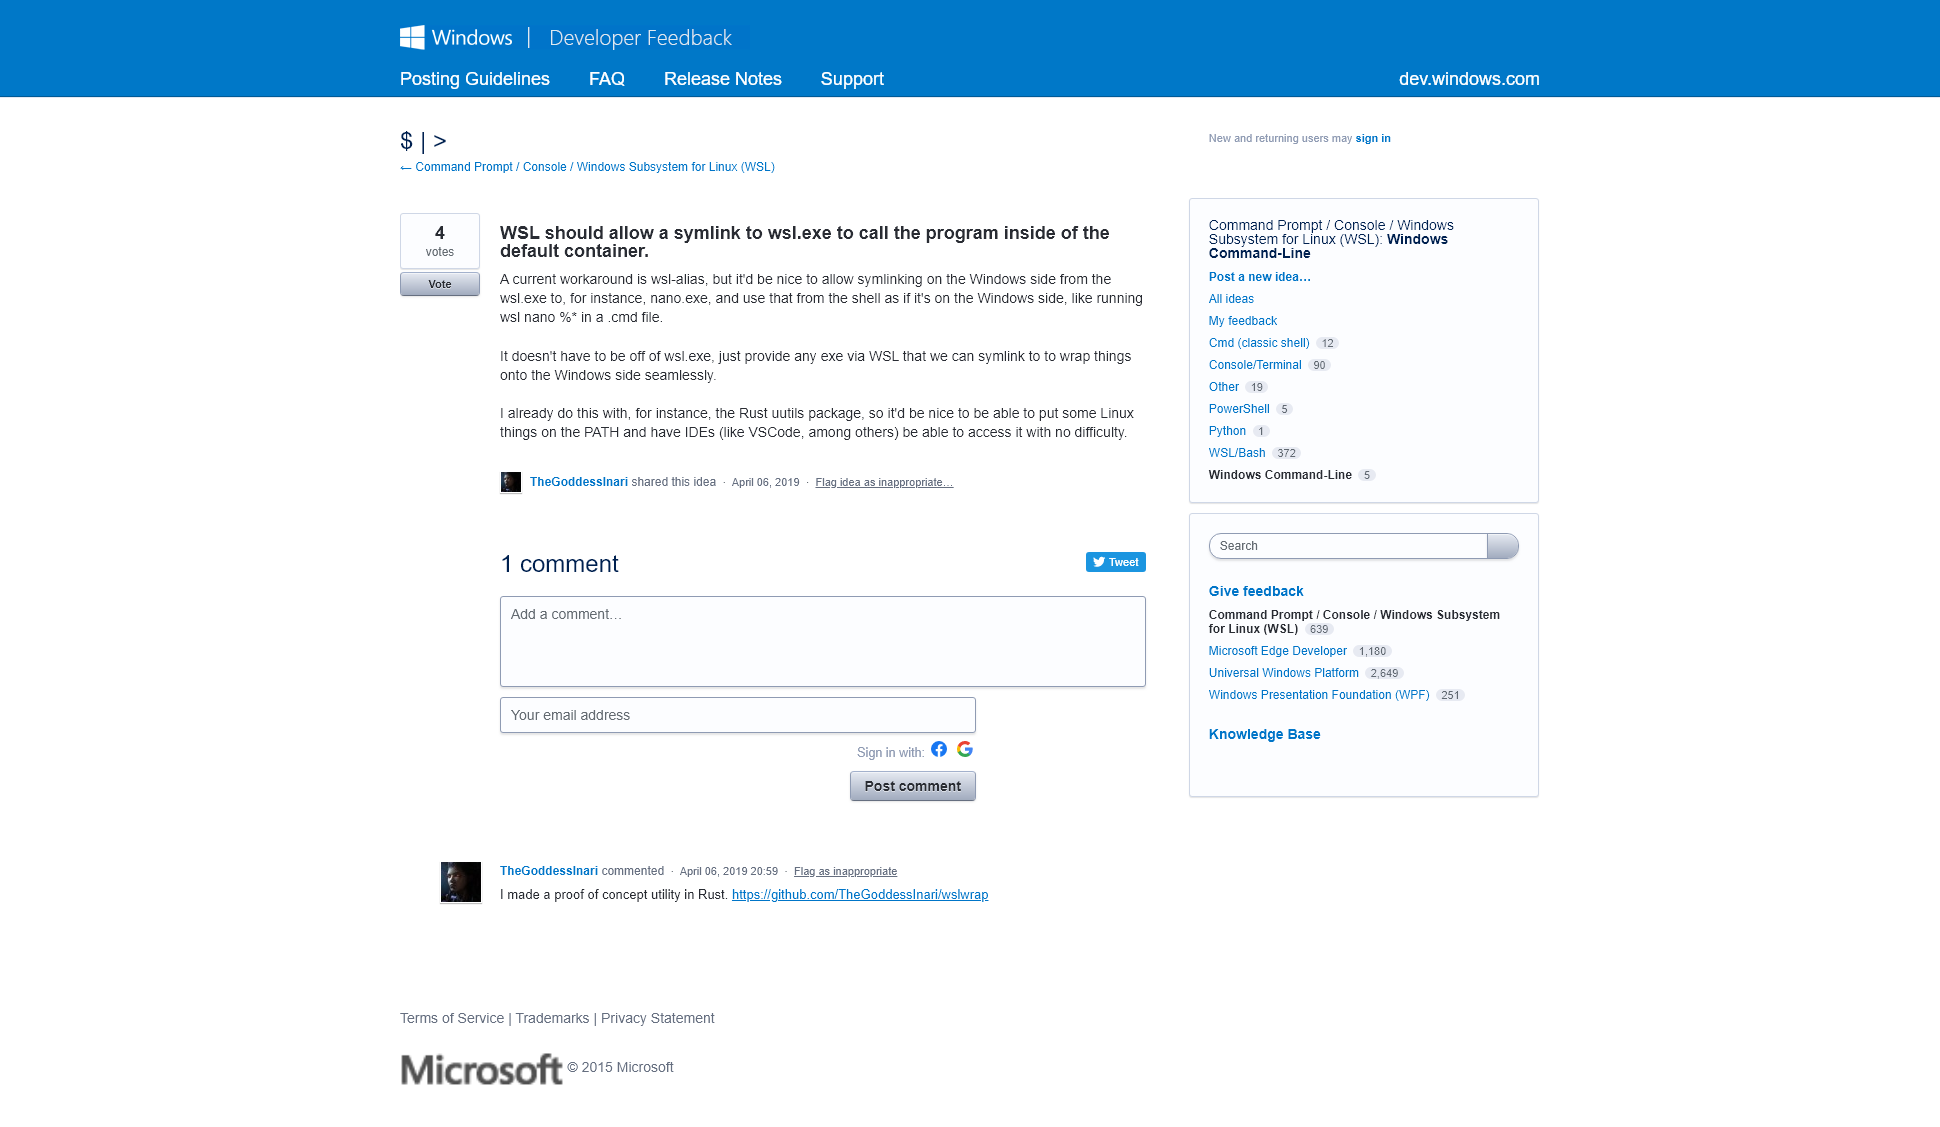 Windows | Developer Feedback
Posting Guidelines FAQ Release Notes Support dev.windows.com
$ | >
← Command Prompt / Console / Windows Subsystem for Linux (WSL)
New and returning users may sign in
4
votes
Vote
WSL should allow a symlink to wsl.exe to call the program inside of the
default container.
A current workaround is wsl-alias, but it'd be nice to allow symlinking on the Windows side from the
wsl.exe to, for instance, nano.exe, and use that from the shell as if it's on the Windows side, like running
wsl nano %* in a .cmd file.
It doesn't have to be off of wsl.exe, just provide any exe via WSL that we can symlink to to wrap things
onto the Windows side seamlessly.
I already do this with, for instance, the Rust uutils package, so it'd be nice to be able to put some Linux
things on the PATH and have IDEs (like VSCode, among others) be able to access it with no difficulty.
TheGoddessInari shared this idea · April 06, 2019 · Flag idea as inappropriate…
1 comment
Tweet
Add a comment…
Your email address
Sign in with:
Post comment
TheGoddessInari commented · April 06, 2019 20:59 · Flag as inappropriate
I made a proof of concept utility in Rust. https://github.com/TheGoddessInari/wslwrap
Command Prompt / Console / Windows
Subsystem for Linux (WSL): Windows
Command-Line
Post a new idea…
All ideas
My feedback
Cmd (classic shell) 12
Console/Terminal 90
Other 19
PowerShell 5
Python 1
WSL/Bash 372
Windows Command-Line 5
Search
Give feedback
Command Prompt / Console / Windows Subsystem
for Linux (WSL) 639
Microsoft Edge Developer 1,180
Universal Windows Platform 2,649
Windows Presentation Foundation (WPF) 251
Knowledge Base
Terms of Service | Trademarks | Privacy Statement
Microsoft © 2015 Microsoft